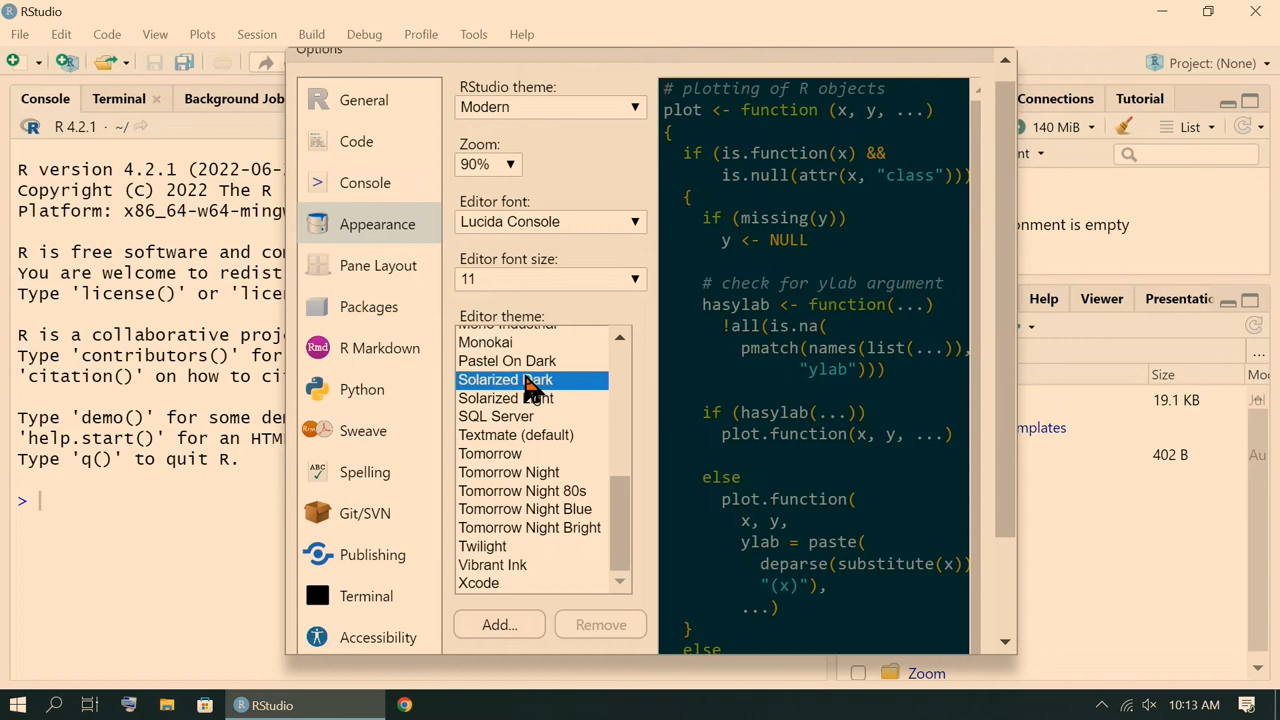 RStudio
File Edit Code View Plots Session Build Debug Profile Tools Help
Project: (None)
Console Terminal Background Job
R 4.2.1 · ~/
R version 4.2.1 (2022-06-
Copyright (C) 2022 The R
Platform: x86_64-w64-ming
R is free software and co
You are welcome to redist
Type 'license()' or 'lice
R is a collaborative proj
Type 'contributors()' for
'citation()' on how to ci
Type 'demo()' for some de
'help.start()' for an HTM
Type 'q()' to quit R.
>
Options
General
Code
Console
Appearance
Pane Layout
Packages
R Markdown
Python
Sweave
Spelling
Git/SVN
Publishing
Terminal
Accessibility
RStudio theme:
Modern
Zoom:
90%
Editor font:
Lucida Console
Editor font size:
11
Editor theme:
Mono Industrial
Monokai
Pastel On Dark
Solarized Dark
Solarized Light
SQL Server
Textmate (default)
Tomorrow
Tomorrow Night
Tomorrow Night 80s
Tomorrow Night Blue
Tomorrow Night Bright
Twilight
Vibrant Ink
Xcode
Add... Remove
# plotting of R objects
plot <- function (x, y, ...)
{
if (is.function(x) &&
is.null(attr(x, "class")))
{
if (missing(y))
y <- NULL
# check for ylab argument
hasylab <- function(...)
!all(is.na(
pmatch(names(list(...)),
"ylab")))
if (hasylab(...))
plot.function(x, y, ...)
else
plot.function(
x, y,
ylab = paste(
deparse(substitute(x))
"(x)"),
...)
}
else
Connections Tutorial
140 MiB List
nt
onment is empty
Help Viewer Presentatio
...
Size Mo
19.1 KB Jul
mplates
402 B Au
Zoom
RStudio
10:13 AM